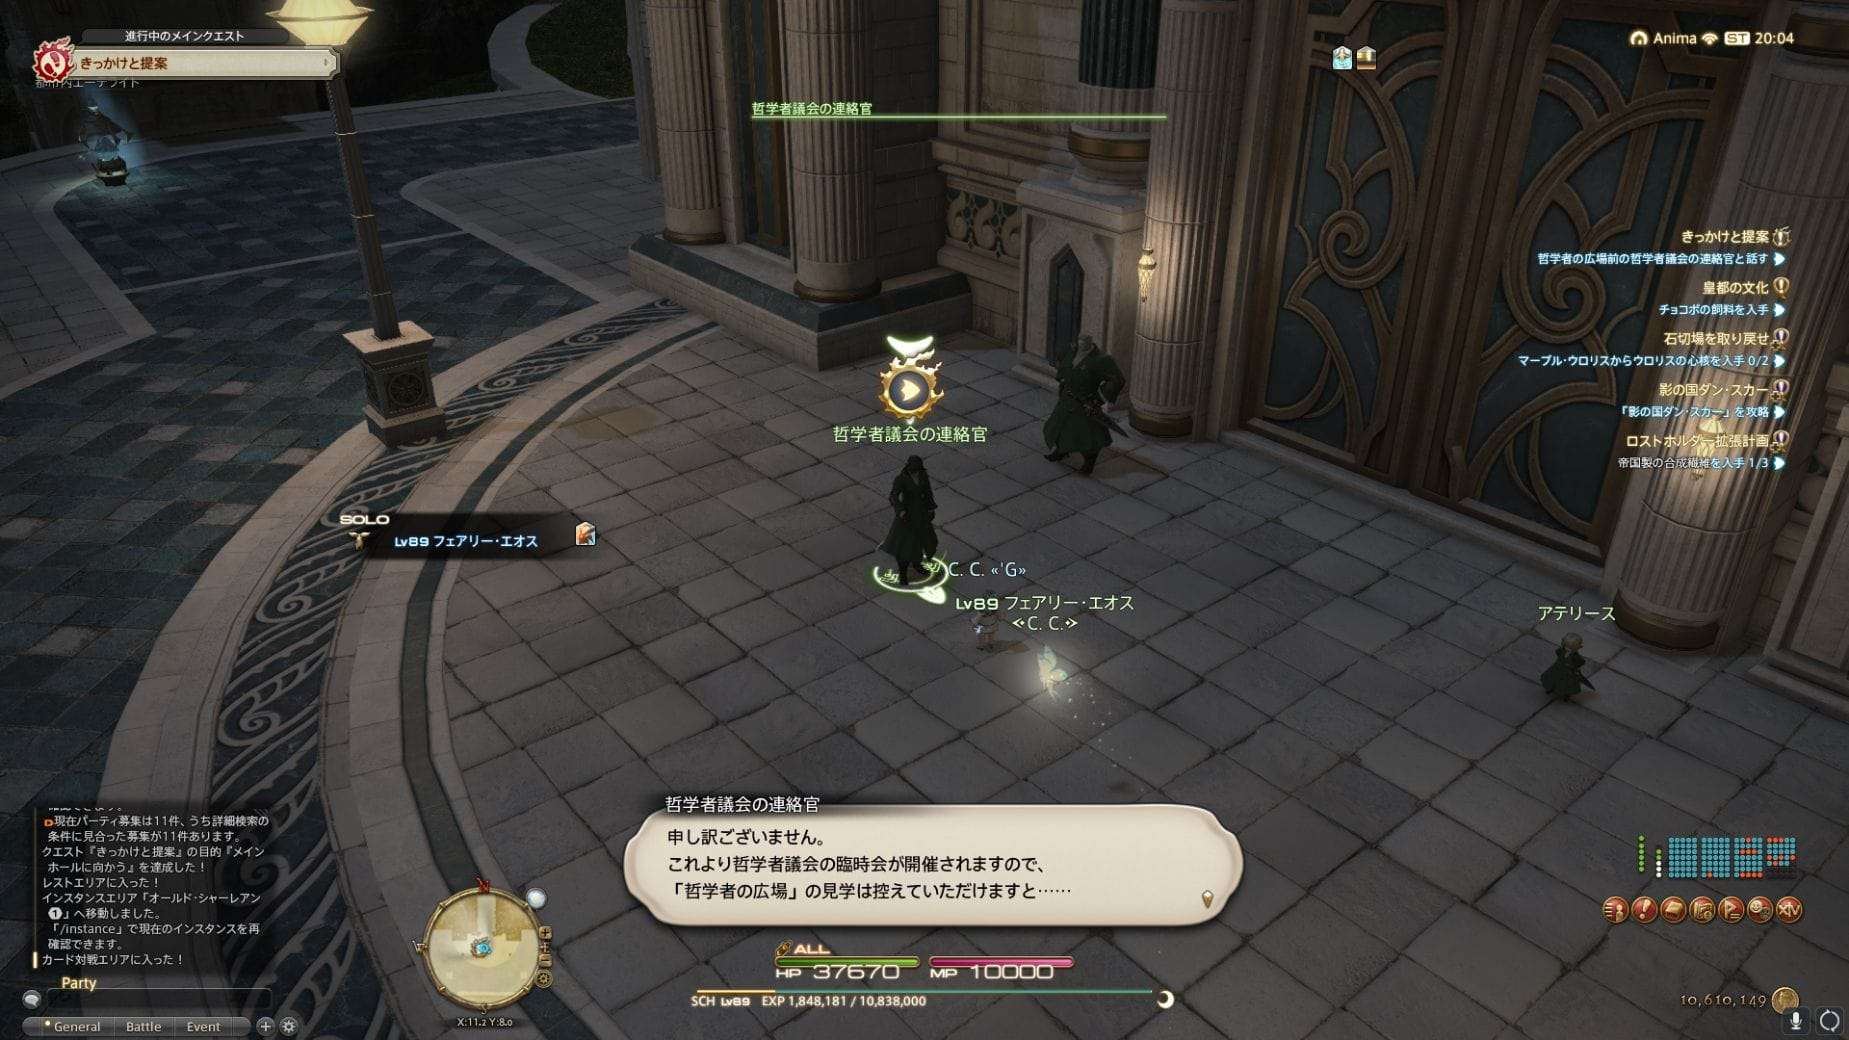 進行中のメインクエスト
きっかけと提案
都市内エーテライト
哲学者議会の連絡官
Anima ST 20:04
きっかけと提案
哲学者の広場前の哲学者議会の連絡官と話す
皇都の文化
チョコボの飼料を入手
石切場を取り戻せ
マーブル・ウロリスからウロリスの心核を入手 0/2
影の国ダン・スカー
「影の国ダン・スカー」を攻略
ロストホルダー拡張計画
帝国製の合成繊維を入手 1/3
哲学者議会の連絡官
SOLO
Lv89 フェアリー・エオス
C. C. «'G»
Lv89 フェアリー・エオス
<C. C.>
アテリース
哲学者議会の連絡官
申し訳ございません。
これより哲学者議会の臨時会が開催されますので、
「哲学者の広場」の見学は控えていただけますと……
確認できます。
現在パーティ募集は11件、うち詳細検索の
条件に見合った募集が11件あります。
クエスト『きっかけと提案』の目的『メイン
ホールに向かう』を達成した！
レストエリアに入った！
インスタンスエリア「オールド・シャーレアン
1」へ移動しました。
「/instance」で現在のインスタンスを再
確認できます。
カード対戦エリアに入った！
Party
General Battle Event
X:11.2 Y:8.0
ALL
HP 37670 MP 10000
SCH Lv89 EXP 1,848,181 / 10,838,000
10,610,149
XIV